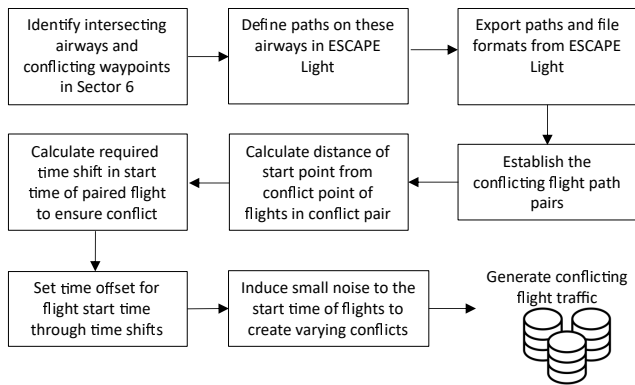 Identify intersecting
airways and
conflicting waypoints
in Sector 6
Define paths on these
airways in ESCAPE
Light
Export paths and file
formats from ESCAPE
Light
Establish the
conflicting flight path
pairs
Calculate distance of
start point from
conflict point of
flights in conflict pair
Calculate required
time shift in start
time of paired flight
to ensure conflict
Set time offset for
flight start time
through time shifts
Induce small noise to the
start time of flights to
create varying conflicts
Generate conflicting
flight traffic